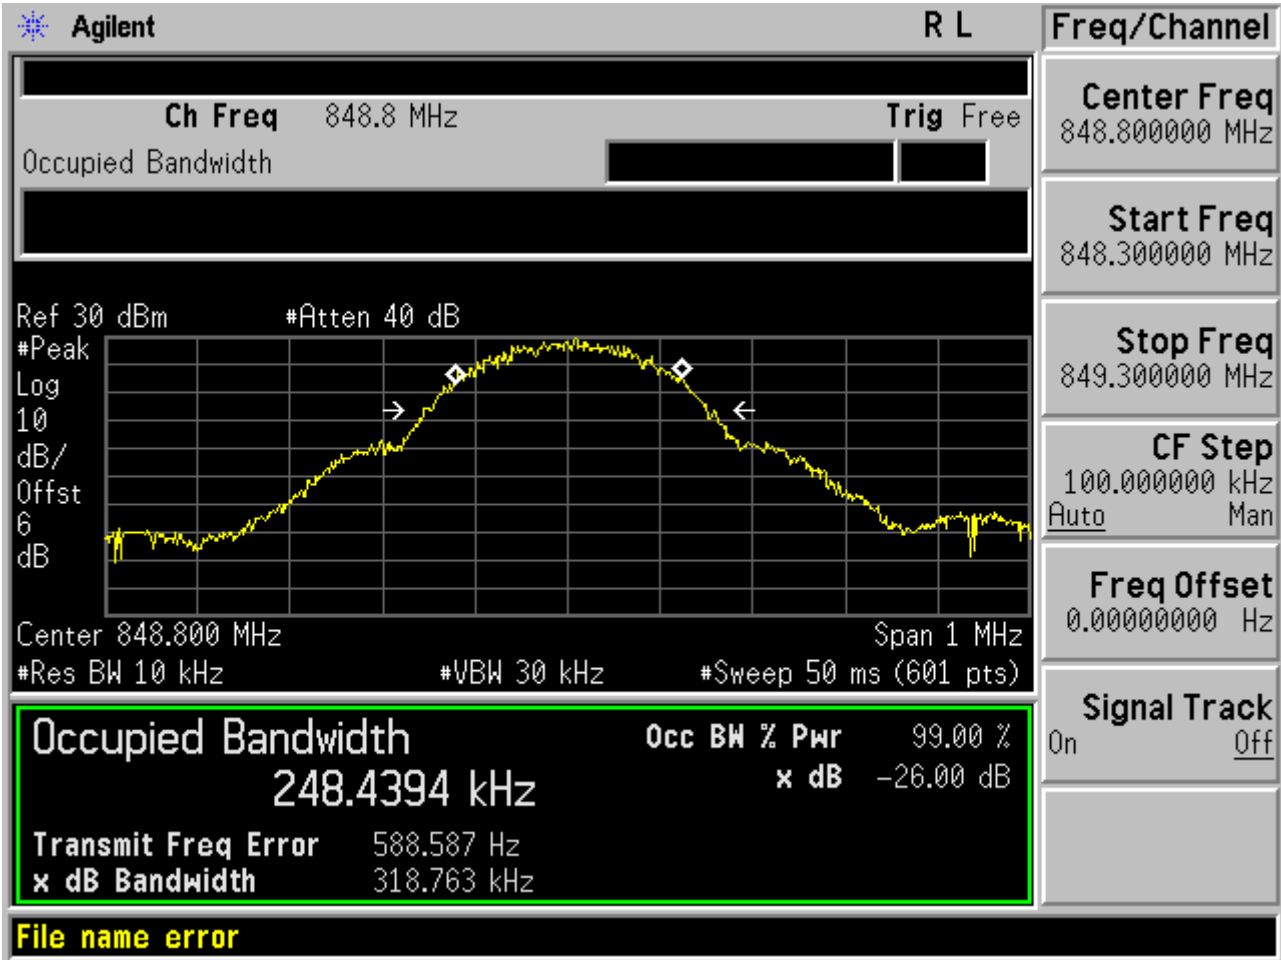 Agilent
R L
Freq/Channel
Ch Freq 848.8 MHz
Trig Free
Occupied Bandwidth
Center Freq
848.800000 MHz
Start Freq
848.300000 MHz
Stop Freq
849.300000 MHz
CF Step
100.000000 kHz
Auto Man
Freq Offset
0.00000000 Hz
Signal Track
On Off
Ref 30 dBm #Atten 40 dB
#Peak
Log
10
dB/
Offst
6
dB
Center 848.800 MHz Span 1 MHz
#Res BW 10 kHz #VBW 30 kHz #Sweep 50 ms (601 pts)
Occupied Bandwidth
248.4394 kHz
Occ BW % Pwr 99.00 %
x dB -26.00 dB
Transmit Freq Error 588.587 Hz
x dB Bandwidth 318.763 kHz
File name error